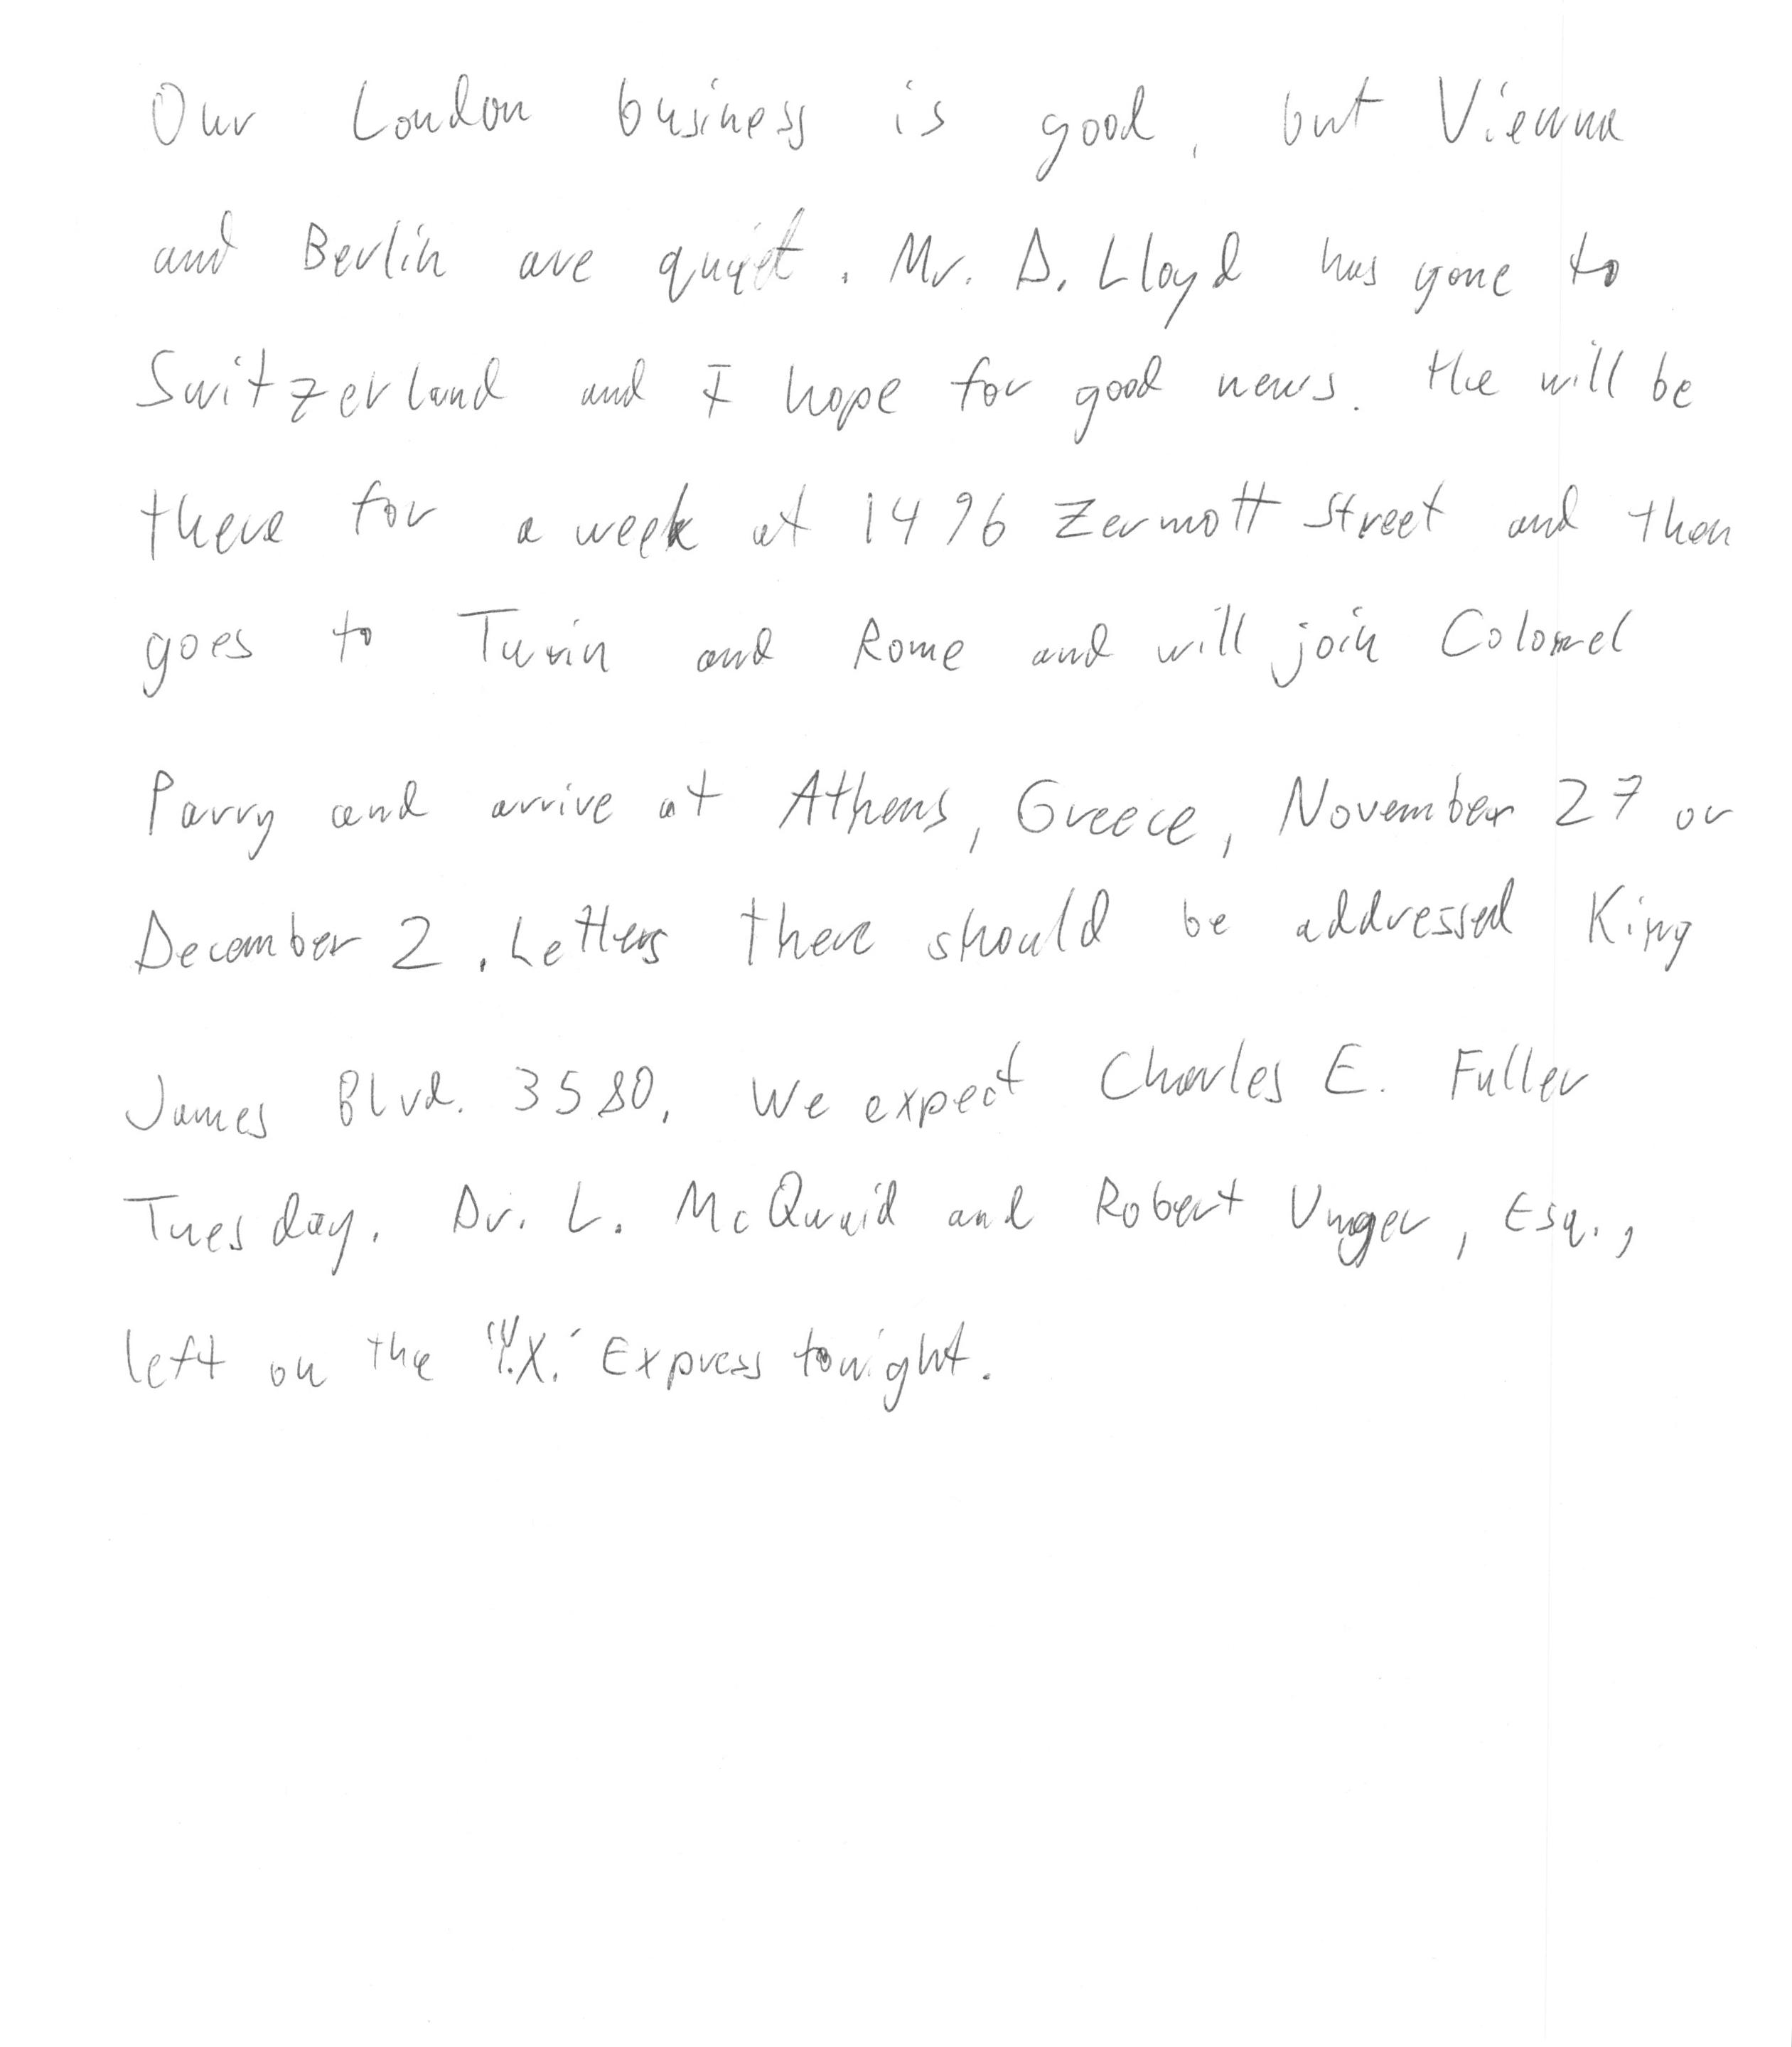 Our London business is good, but Vienna
and Berlin are quiet. Mr. D. Lloyd has gone to
Switzerland and I hope for good news. He will be
there for a week at 1496 Zermott Street and then
goes to Turin and Rome and will join Colonel
Parry and arrive at Athens, Greece, November 27 or
December 2. Letters there should be addressed King
James Blvd. 3580. We expect Charles E. Fuller
Tuesday. Dr. L. McQuaid and Robert Unger, Esq.,
left on the "Y.X." Express tonight.